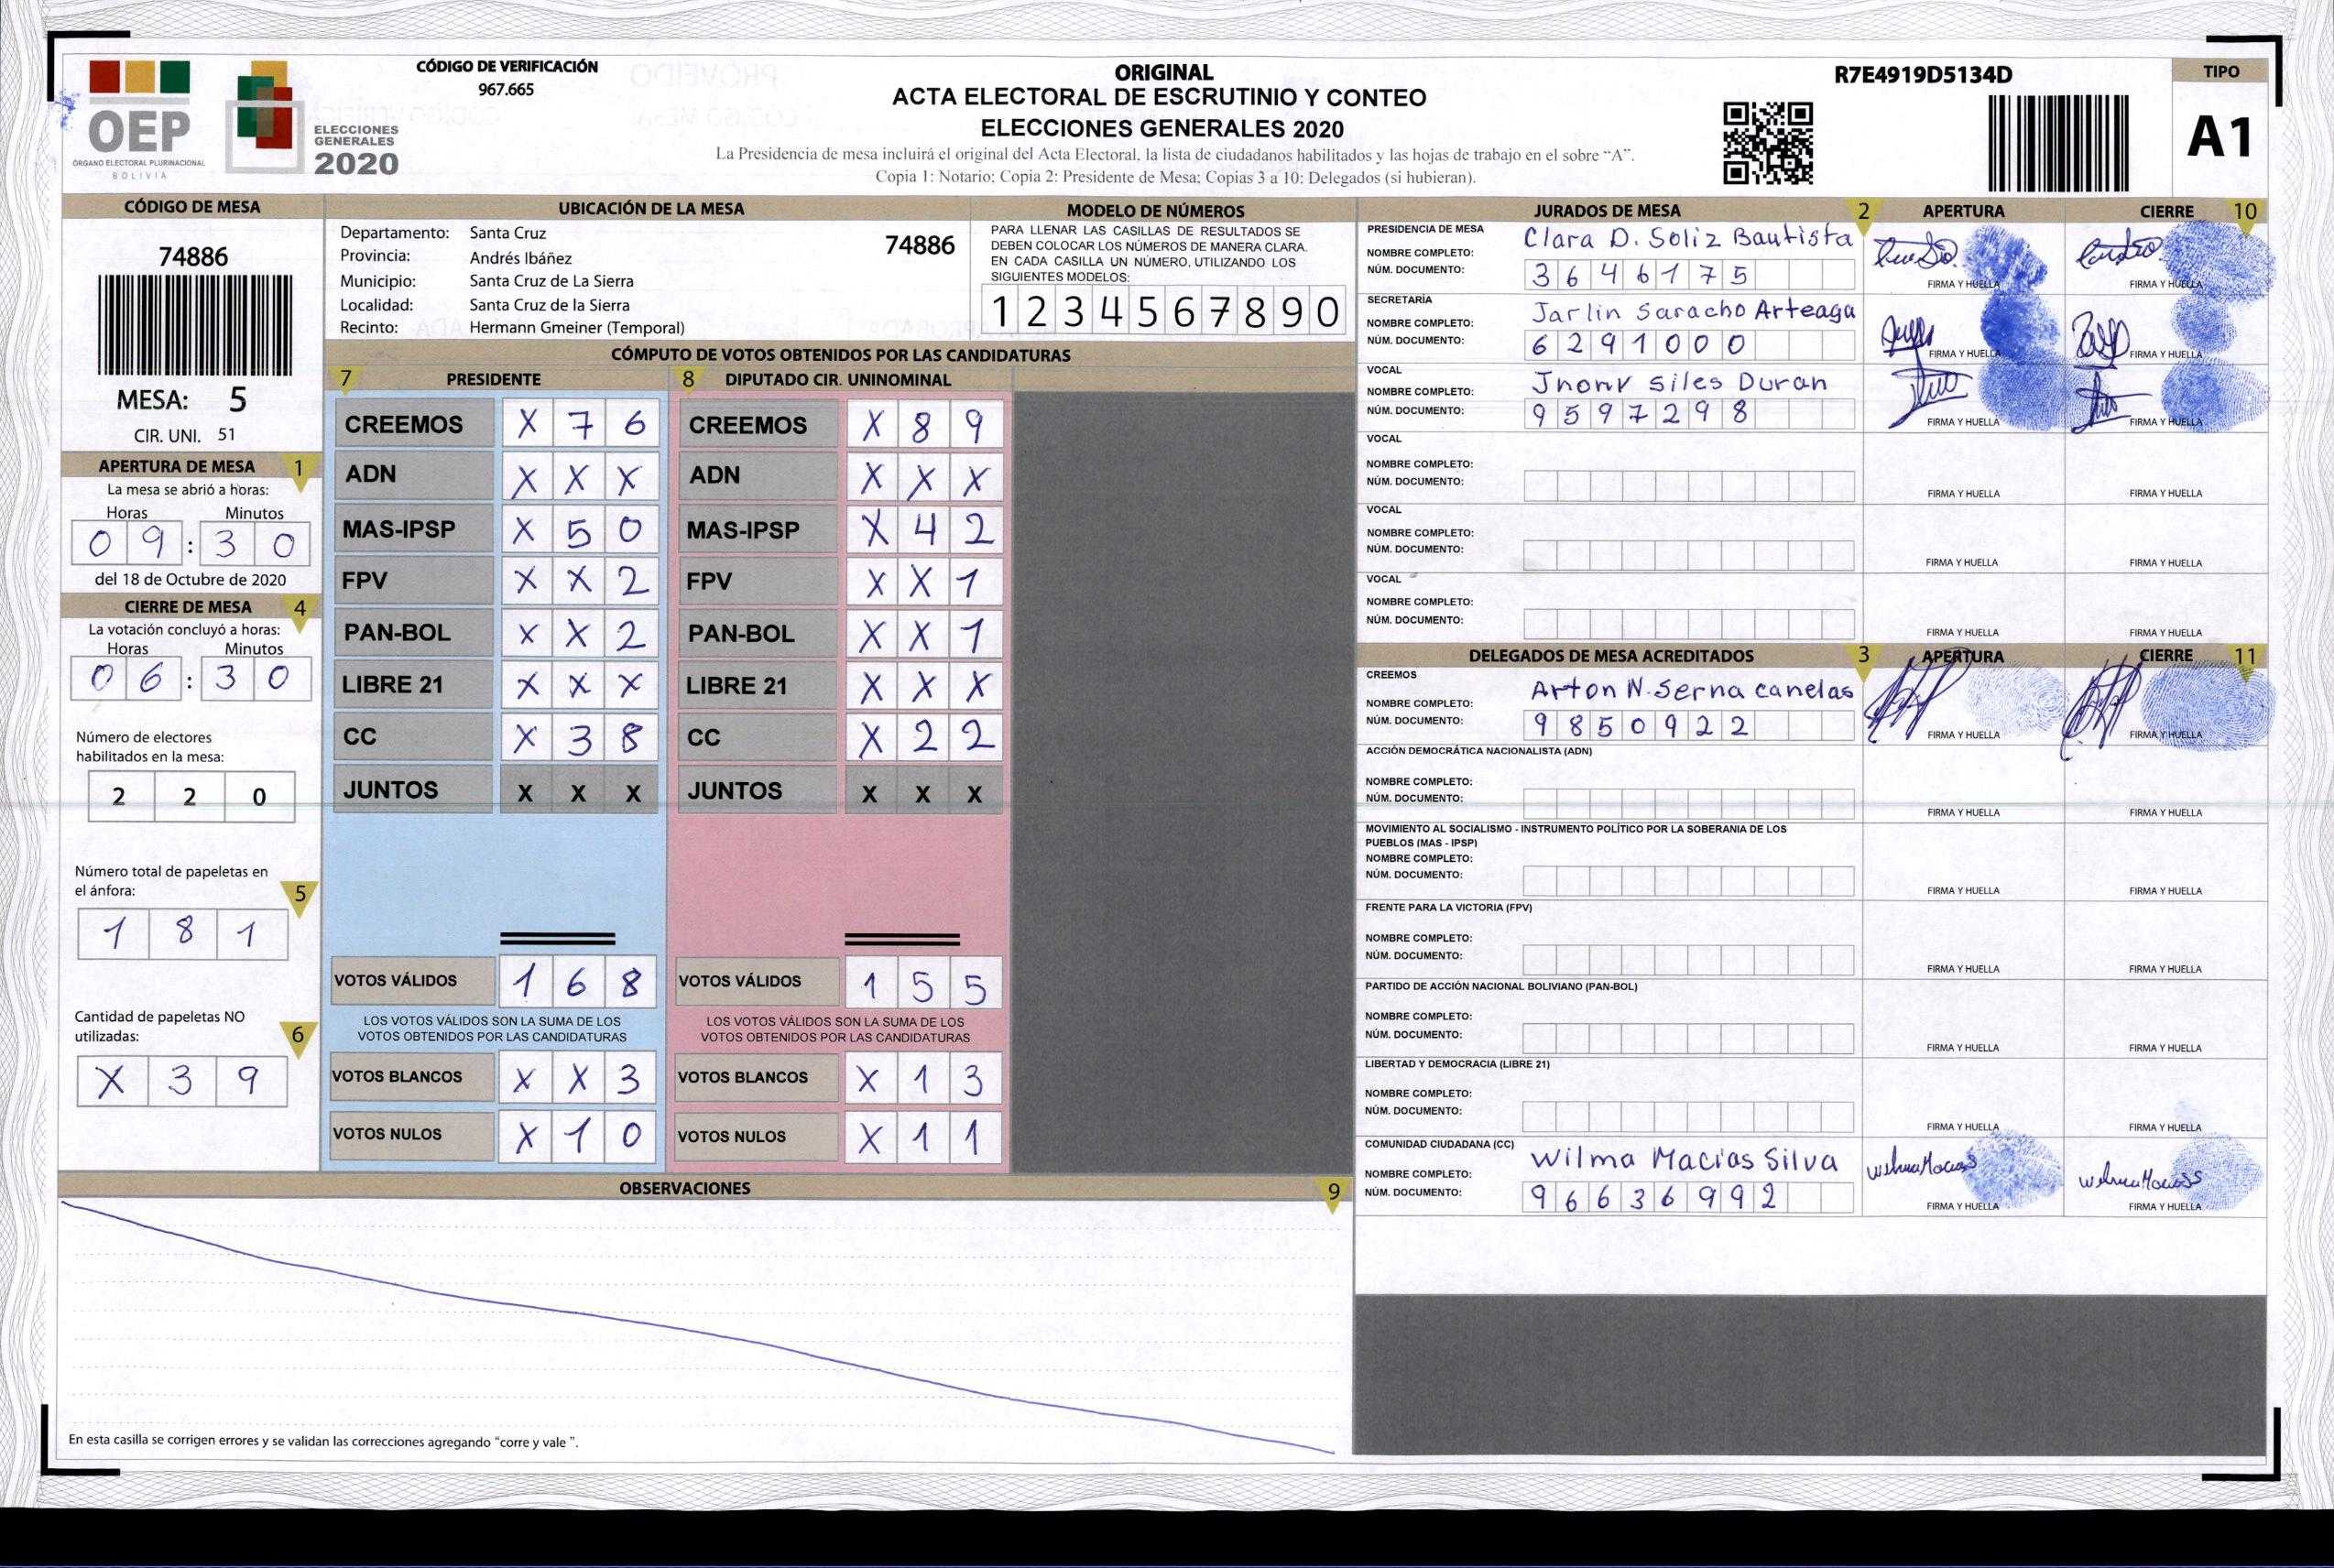 CÓDIGO DE VERIFICACIÓN
967.665
OEP
ÓRGANO ELECTORAL PLURINACIONAL
BOLIVIA
ELECCIONES
GENERALES
2020
ORIGINAL
ACTA ELECTORAL DE ESCRUTINIO Y CONTEO
ELECCIONES GENERALES 2020
La Presidencia de mesa incluirá el original del Acta Electoral, la lista de ciudadanos habilitados y las hojas de trabajo en el sobre “A”.
Copia 1: Notario; Copia 2: Presidente de Mesa; Copias 3 a 10: Delegados (si hubieran).
R7E4919D5134D
TIPO
A1
CÓDIGO DE MESA
74886
MESA: 5
CIR. UNI. 51
APERTURA DE MESA 1
La mesa se abrió a horas:
Horas Minutos
0 9 : 3 0
del 18 de Octubre de 2020
CIERRE DE MESA 4
La votación concluyó a horas:
Horas Minutos
0 6 : 3 0
Número de electores
habilitados en la mesa:
2 2 0
Número total de papeletas en
el ánfora: 5
1 8 1
Cantidad de papeletas NO
utilizadas: 6
X 3 9
UBICACIÓN DE LA MESA
Departamento: Santa Cruz
74886
Provincia: Andrés Ibáñez
Municipio: Santa Cruz de La Sierra
Localidad: Santa Cruz de la Sierra
Recinto: Hermann Gmeiner (Temporal)
MODELO DE NÚMEROS
PARA LLENAR LAS CASILLAS DE RESULTADOS SE
DEBEN COLOCAR LOS NÚMEROS DE MANERA CLARA.
EN CADA CASILLA UN NÚMERO, UTILIZANDO LOS
SIGUIENTES MODELOS:
1 2 3 4 5 6 7 8 9 0
CÓMPUTO DE VOTOS OBTENIDOS POR LAS CANDIDATURAS
7 PRESIDENTE
CREEMOS X 7 6
ADN X X X
MAS-IPSP X 5 0
FPV X X 2
PAN-BOL X X 2
LIBRE 21 X X X
CC X 3 8
JUNTOS X X X
VOTOS VÁLIDOS 1 6 8
LOS VOTOS VÁLIDOS SON LA SUMA DE LOS
VOTOS OBTENIDOS POR LAS CANDIDATURAS
VOTOS BLANCOS X X 3
VOTOS NULOS X 1 0
8 DIPUTADO CIR. UNINOMINAL
CREEMOS X 8 9
ADN X X X
MAS-IPSP X 4 2
FPV X X 1
PAN-BOL X X 1
LIBRE 21 X X X
CC X 2 2
JUNTOS X X X
VOTOS VÁLIDOS 1 5 5
LOS VOTOS VÁLIDOS SON LA SUMA DE LOS
VOTOS OBTENIDOS POR LAS CANDIDATURAS
VOTOS BLANCOS X 1 3
VOTOS NULOS X 1 1
OBSERVACIONES 9
En esta casilla se corrigen errores y se validan las correcciones agregando “corre y vale ”.
JURADOS DE MESA 2 APERTURA CIERRE 10
PRESIDENCIA DE MESA
NOMBRE COMPLETO: Clara D. Soliz Bautista
NÚM. DOCUMENTO: 3 6 4 6 1 7 5
FIRMA Y HUELLA FIRMA Y HUELLA
SECRETARÍA
NOMBRE COMPLETO: Jarlin Saracho Arteaga
NÚM. DOCUMENTO: 6 2 9 1 0 0 0
FIRMA Y HUELLA FIRMA Y HUELLA
VOCAL
NOMBRE COMPLETO: Jhony Siles Duran
NÚM. DOCUMENTO: 9 5 9 7 2 9 8
FIRMA Y HUELLA FIRMA Y HUELLA
VOCAL
NOMBRE COMPLETO:
NÚM. DOCUMENTO:
FIRMA Y HUELLA FIRMA Y HUELLA
VOCAL
NOMBRE COMPLETO:
NÚM. DOCUMENTO:
FIRMA Y HUELLA FIRMA Y HUELLA
VOCAL
NOMBRE COMPLETO:
NÚM. DOCUMENTO:
FIRMA Y HUELLA FIRMA Y HUELLA
DELEGADOS DE MESA ACREDITADOS 3 APERTURA CIERRE 11
CREEMOS
NOMBRE COMPLETO: Arton N. Serna Canelas
NÚM. DOCUMENTO: 9 8 5 0 9 2 2
FIRMA Y HUELLA FIRMA Y HUELLA
ACCIÓN DEMOCRÁTICA NACIONALISTA (ADN)
NOMBRE COMPLETO:
NÚM. DOCUMENTO:
FIRMA Y HUELLA FIRMA Y HUELLA
MOVIMIENTO AL SOCIALISMO - INSTRUMENTO POLÍTICO POR LA SOBERANIA DE LOS
PUEBLOS (MAS - IPSP)
NOMBRE COMPLETO:
NÚM. DOCUMENTO:
FIRMA Y HUELLA FIRMA Y HUELLA
FRENTE PARA LA VICTORIA (FPV)
NOMBRE COMPLETO:
NÚM. DOCUMENTO:
FIRMA Y HUELLA FIRMA Y HUELLA
PARTIDO DE ACCIÓN NACIONAL BOLIVIANO (PAN-BOL)
NOMBRE COMPLETO:
NÚM. DOCUMENTO:
FIRMA Y HUELLA FIRMA Y HUELLA
LIBERTAD Y DEMOCRACIA (LIBRE 21)
NOMBRE COMPLETO:
NÚM. DOCUMENTO:
FIRMA Y HUELLA FIRMA Y HUELLA
COMUNIDAD CIUDADANA (CC)
NOMBRE COMPLETO: Wilma Macias Silva
NÚM. DOCUMENTO: 9 6 6 3 6 9 9 2
FIRMA Y HUELLA FIRMA Y HUELLA